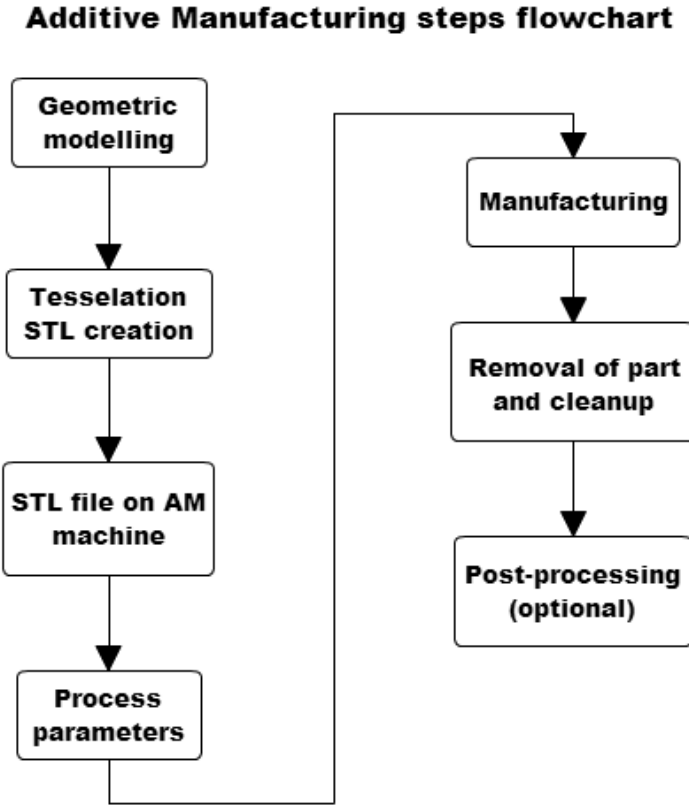 Additive Manufacturing steps flowchart
Geometric
modelling
Tesselation
STL creation
STL file on AM
machine
Process
parameters
Manufacturing
Removal of part
and cleanup
Post-processing
(optional)